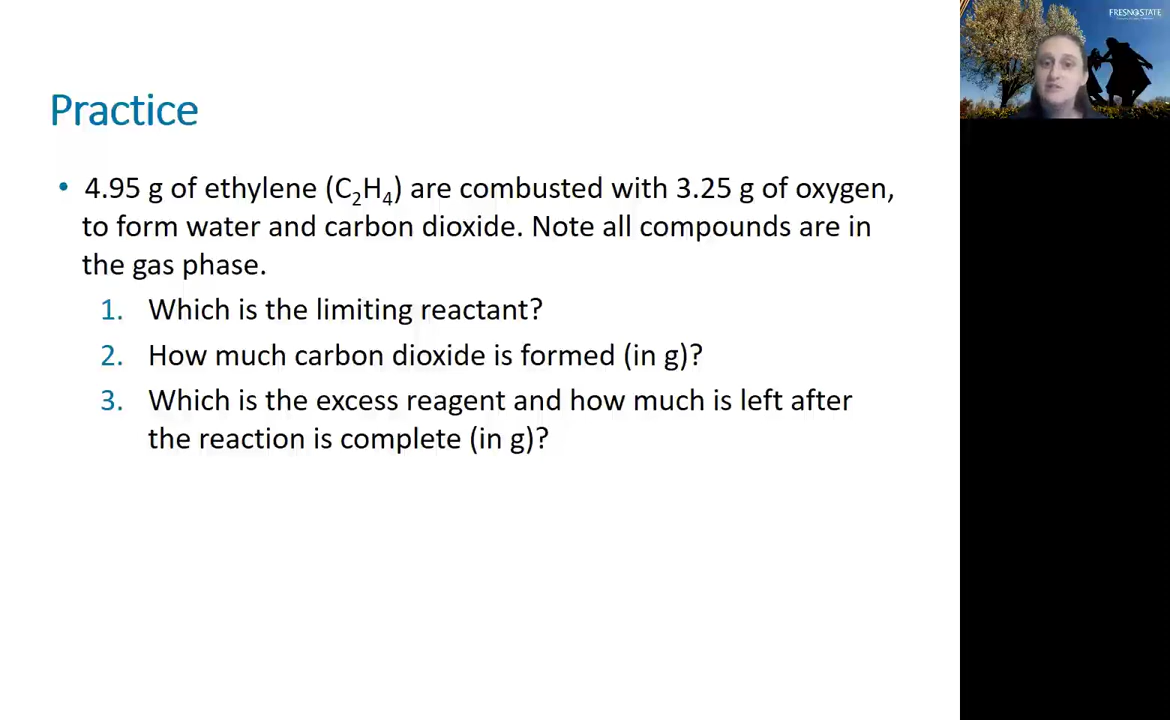 FRESNO STATE
Practice
• 4.95 g of ethylene (C₂H₄) are combusted with 3.25 g of oxygen,
to form water and carbon dioxide. Note all compounds are in
the gas phase.
1. Which is the limiting reactant?
2. How much carbon dioxide is formed (in g)?
3. Which is the excess reagent and how much is left after
the reaction is complete (in g)?